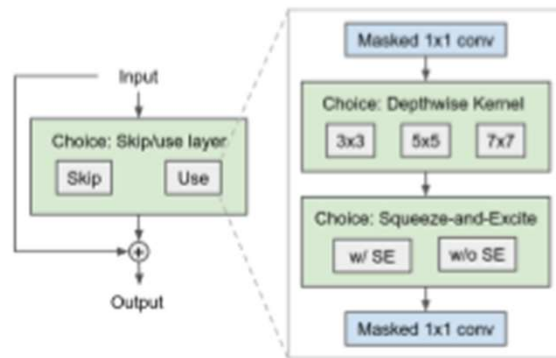 Input
Choice: Skip/use layer
Skip Use
Output
Masked 1x1 conv
Choice: Depthwise Kernel
3x3 5x5 7x7
Choice: Squeeze-and-Excite
w/ SE w/o SE
Masked 1x1 conv